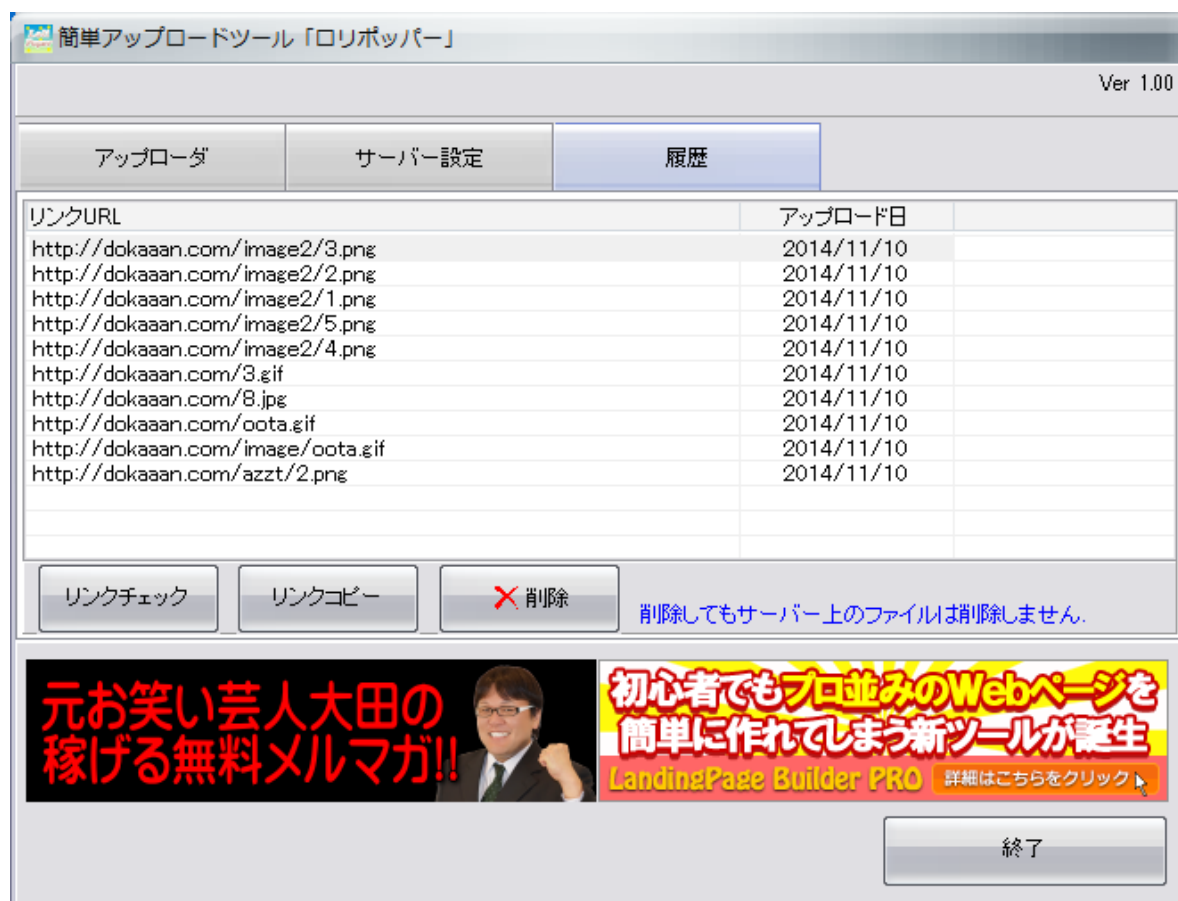 簡単アップロードツール「ロリポッパー」
Ver 1.00
アップローダ サーバー設定 履歴
リンクURL アップロード日
http://dokaaan.com/image2/3.png 2014/11/10
http://dokaaan.com/image2/2.png 2014/11/10
http://dokaaan.com/image2/1.png 2014/11/10
http://dokaaan.com/image2/5.png 2014/11/10
http://dokaaan.com/image2/4.png 2014/11/10
http://dokaaan.com/3.gif 2014/11/10
http://dokaaan.com/8.jpg 2014/11/10
http://dokaaan.com/oota.gif 2014/11/10
http://dokaaan.com/image/oota.gif 2014/11/10
http://dokaaan.com/azzt/2.png 2014/11/10
リンクチェック リンクコピー 削除
削除してもサーバー上のファイルは削除しません.
元お笑い芸人大田の
稼げる無料メルマガ!!
初心者でもプロ並みのWebページを
簡単に作れてしまう新ツールが誕生
LandingPage Builder PRO 詳細はこちらをクリック
終了